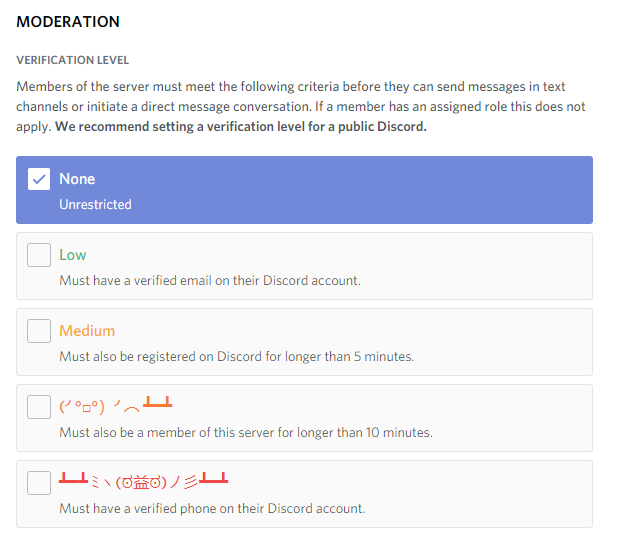 MODERATION
VERIFICATION LEVEL
Members of the server must meet the following criteria before they can send messages in text
channels or initiate a direct message conversation. If a member has an assigned role this does not
apply. We recommend setting a verification level for a public Discord.
None
Unrestricted
Low
Must have a verified email on their Discord account.
Medium
Must also be registered on Discord for longer than 5 minutes.
(╯°□°）╯︵ ┻━┻
Must also be a member of this server for longer than 10 minutes.
┻━┻ミヽ(ಠ益ಠ)ノ彡┻━┻
Must have a verified phone on their Discord account.